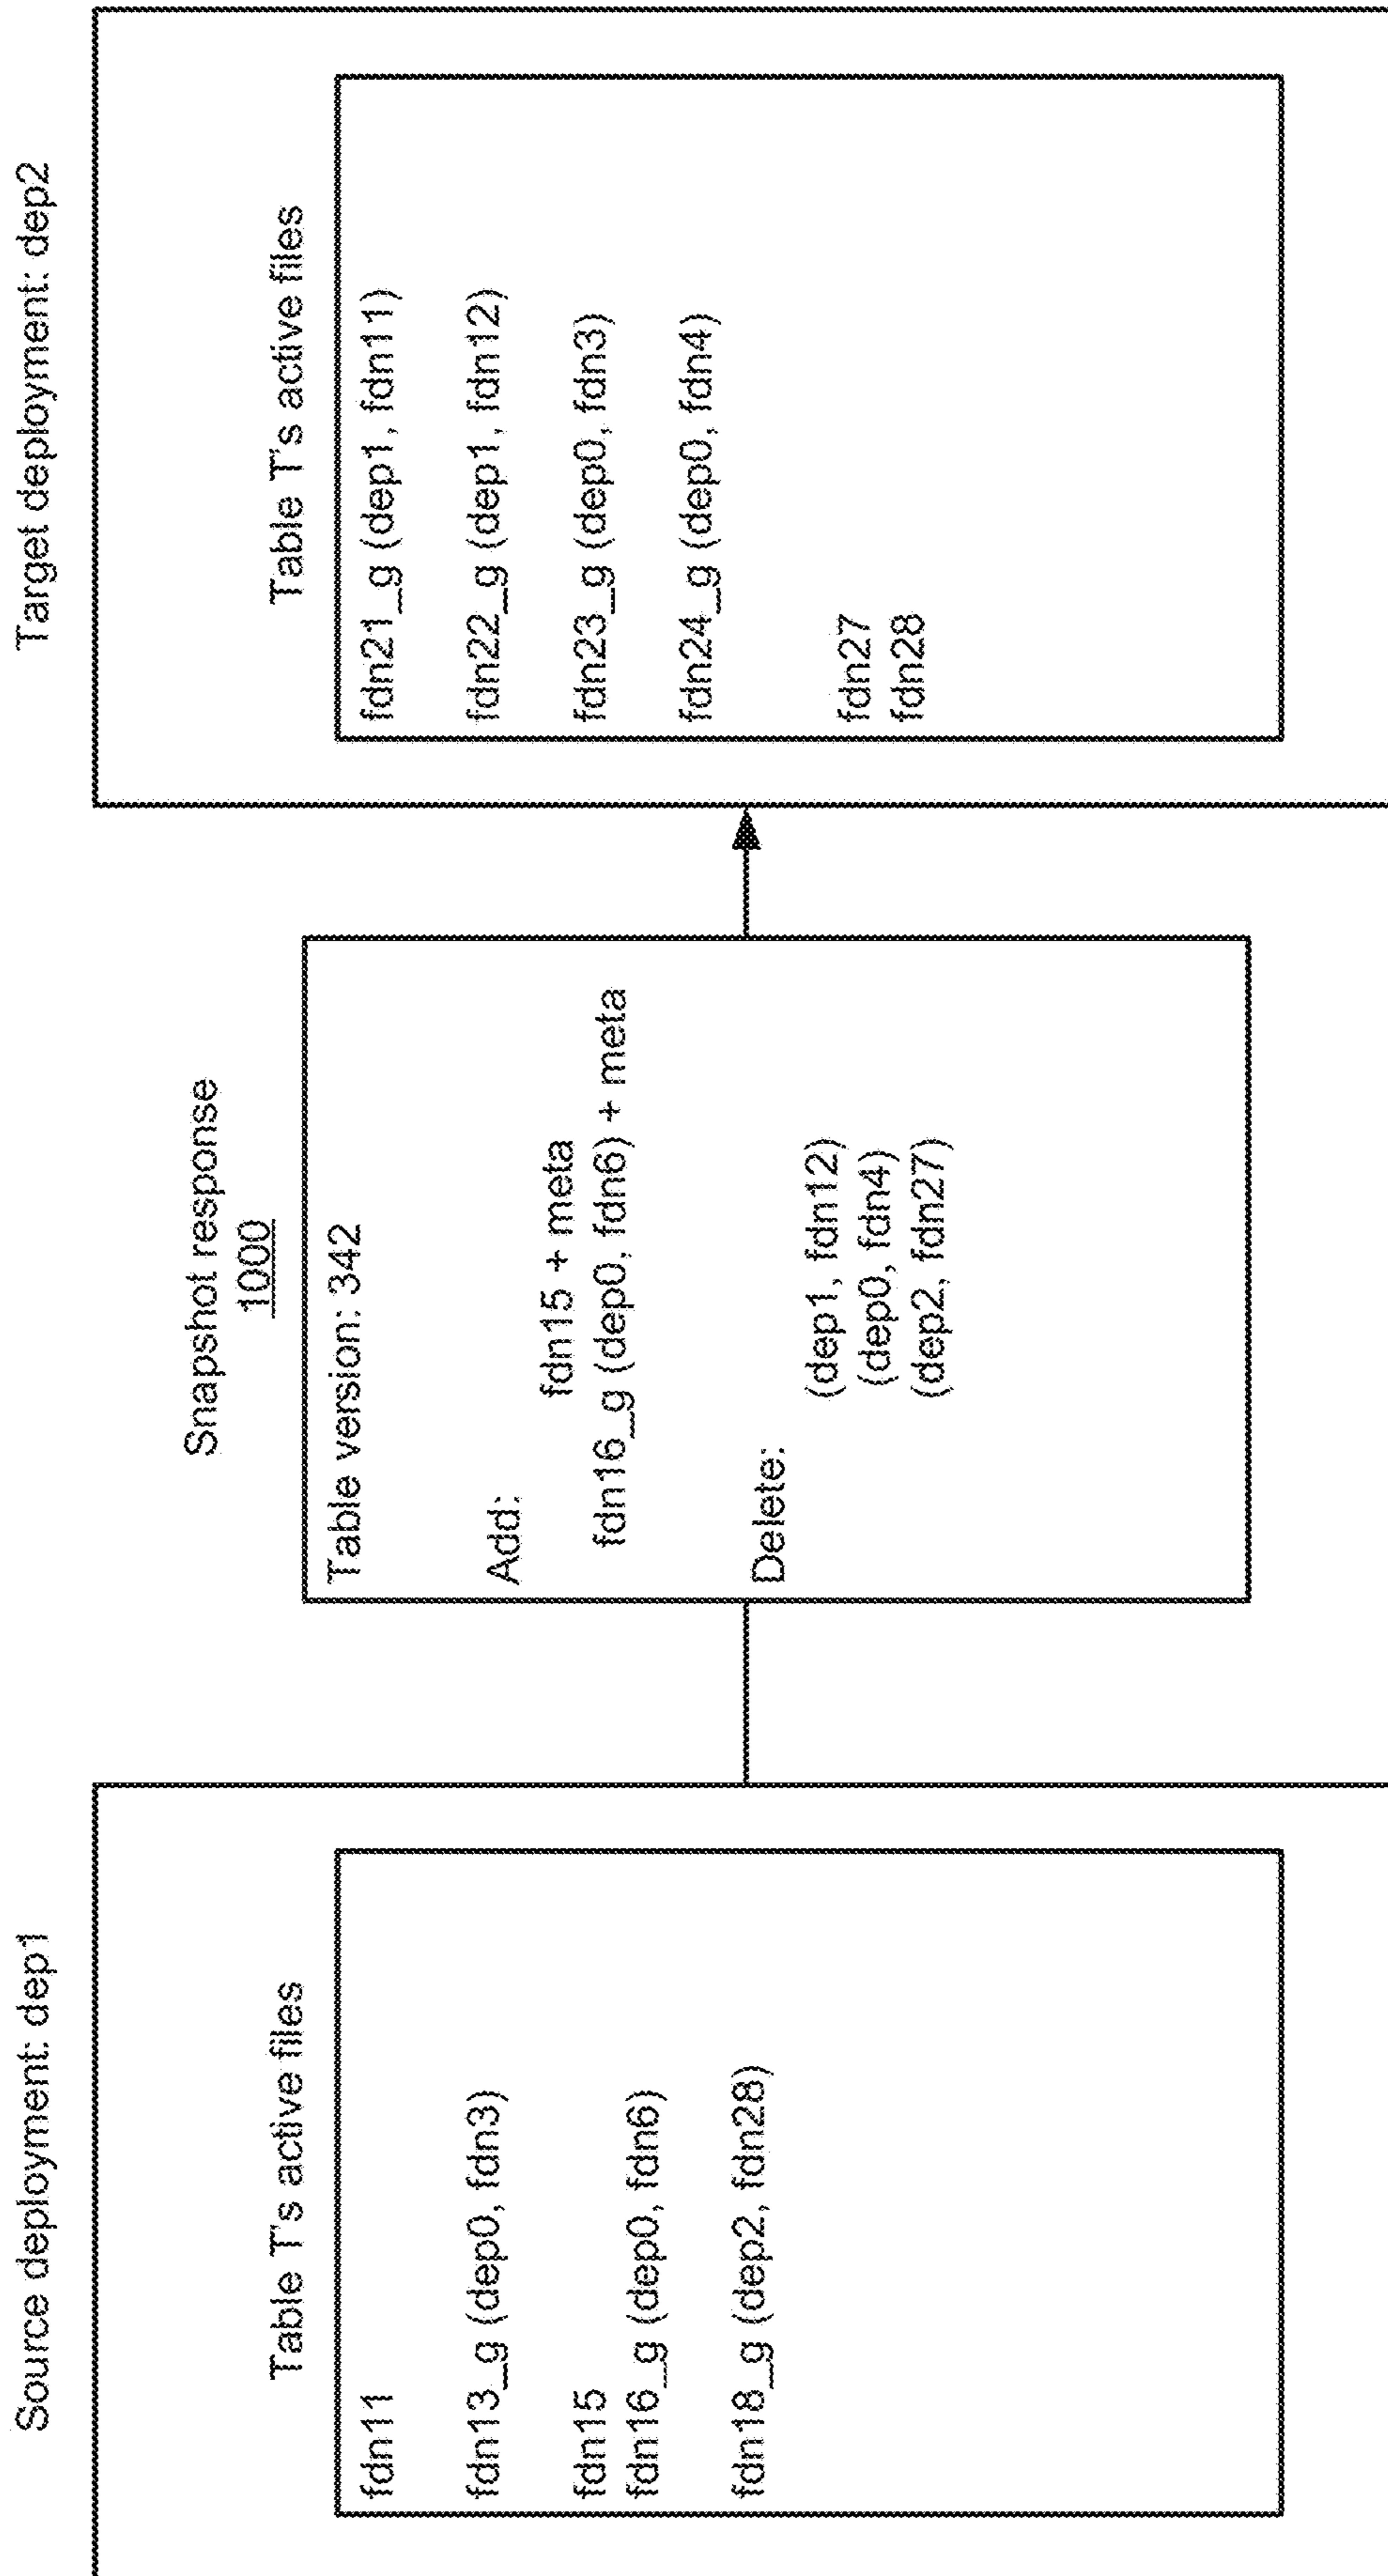 Source deployment: dep1
Table T's active files
fdn11
fdn13_g (dep0, fdn3)
fdn15
fdn16_g (dep0, fdn6)
fdn18_g (dep2, fdn28)
Snapshot response
1000
Table version: 342
Add:
fdn15 + meta
fdn16_g (dep0, fdn6) + meta
Delete:
(dep1, fdn12)
(dep0, fdn4)
(dep2, fdn27)
Target deployment: dep2
Table T's active files
fdn21_g (dep1, fdn11)
fdn22_g (dep1, fdn12)
fdn23_g (dep0, fdn3)
fdn24_g (dep0, fdn4)
fdn27
fdn28